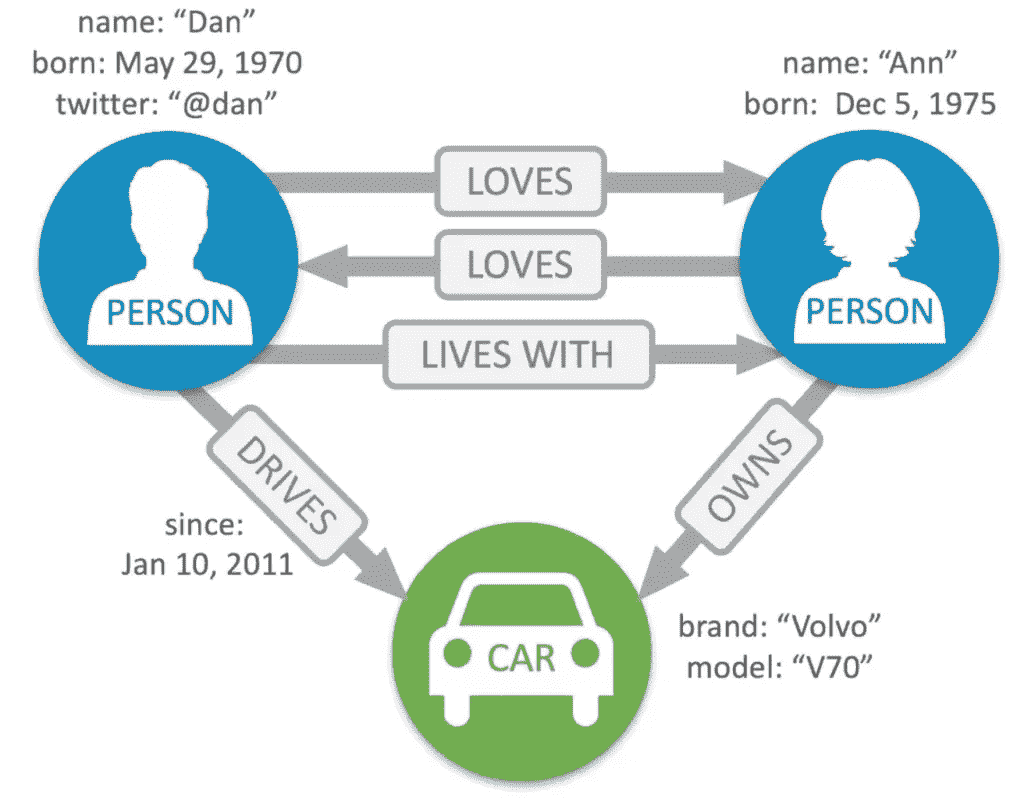 name: “Dan”
born: May 29, 1970
twitter: “@dan”
name: “Ann”
born:  Dec 5, 1975
LOVES
LOVES
PERSON
PERSON
LIVES WITH
DRIVES
OWNS
since:
Jan 10, 2011
CAR
brand: “Volvo”
model: “V70”